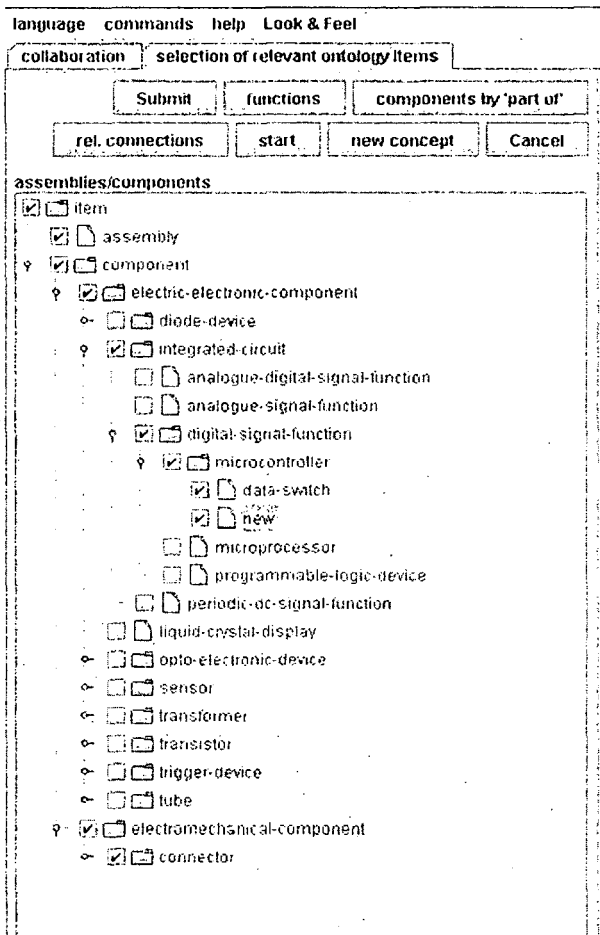 language commands help Look & Feel
collaboration selection of relevant ontology items
Submit functions components by 'part of'
rel. connections start new concept Cancel
assemblies/components
item
assembly
component
electric-electronic-component
diode-device
integrated-circuit
analogue-digital-signal-function
analogue-signal-function
digital-signal-function
microcontroller
data-switch
new
microprocessor
programmable-logic-device
periodic-dc-signal-function
liquid-crystal-display
opto-electronic-device
sensor
transformer
transistor
trigger-device
tube
electromechanical-component
connector